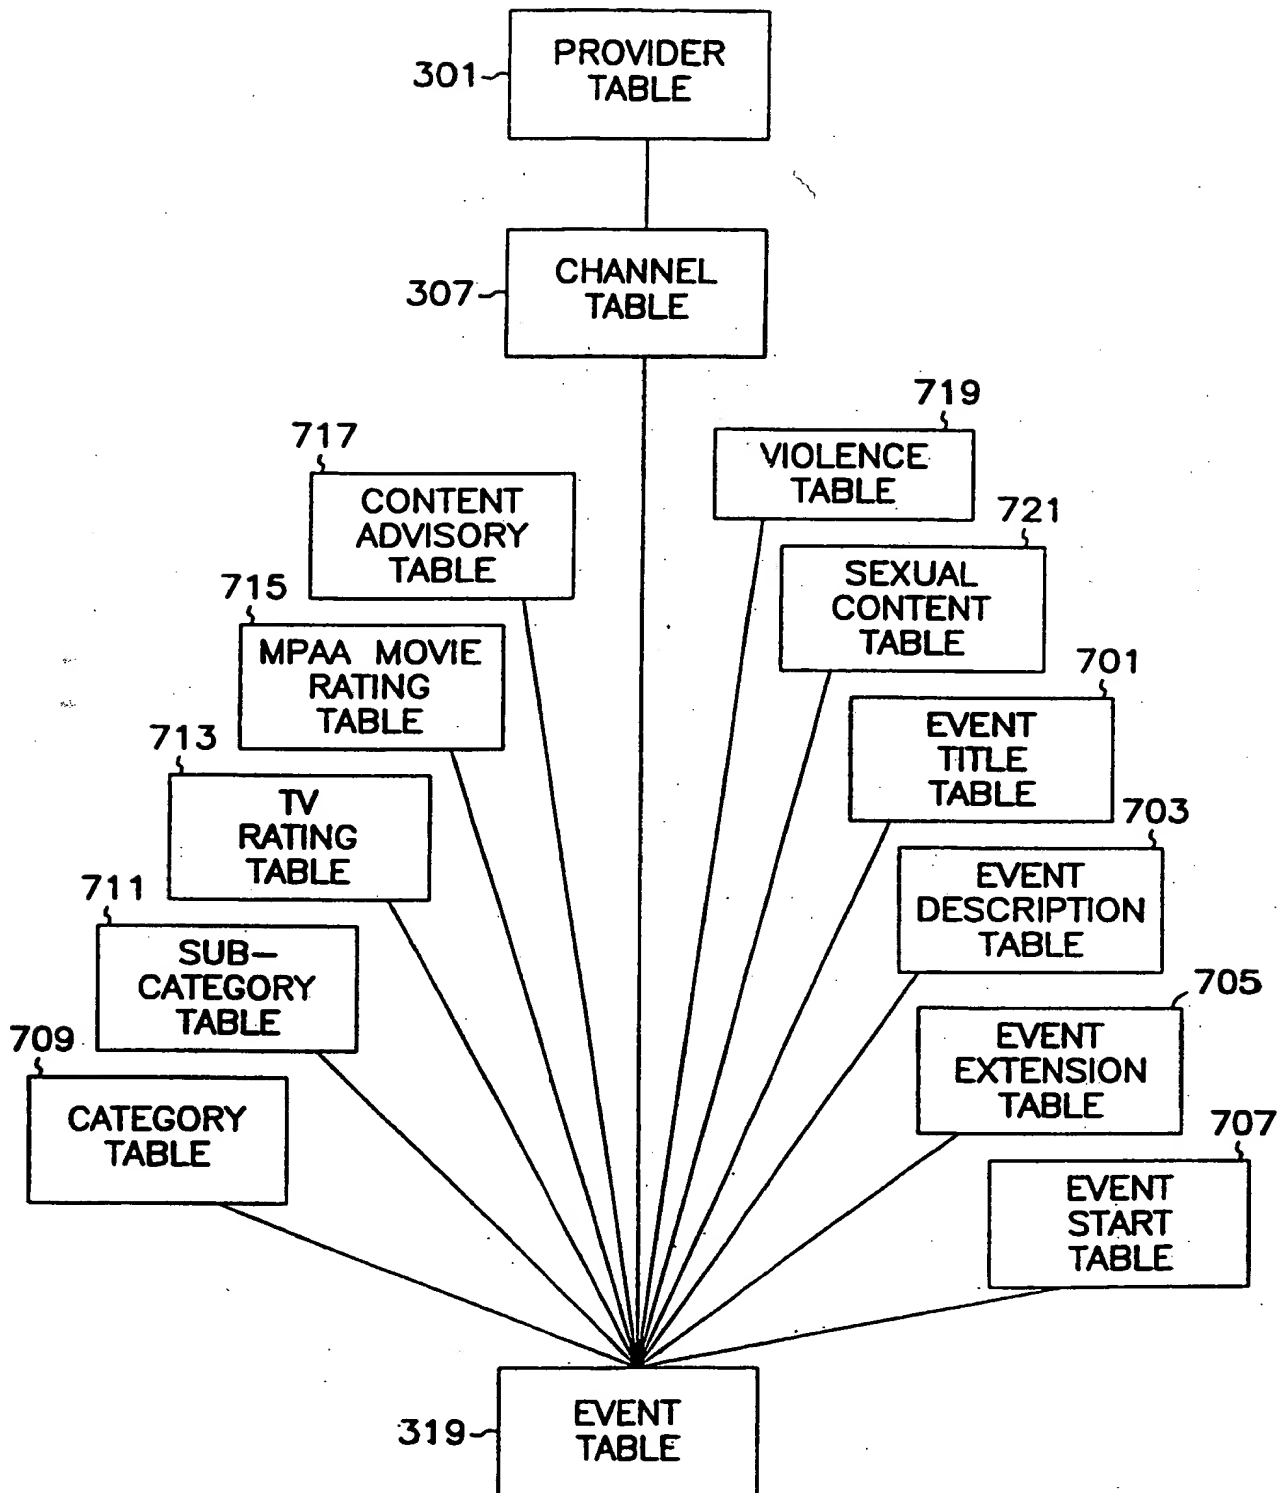 PROVIDER
TABLE
301
CHANNEL
TABLE
307
719
VIOLENCE
TABLE
717
CONTENT
ADVISORY
TABLE
721
SEXUAL
CONTENT
TABLE
715
MPAA MOVIE
RATING
TABLE
701
EVENT
TITLE
TABLE
713
TV
RATING
TABLE
703
EVENT
DESCRIPTION
TABLE
711
SUB-
CATEGORY
TABLE
705
EVENT
EXTENSION
TABLE
709
CATEGORY
TABLE
707
EVENT
START
TABLE
319
EVENT
TABLE